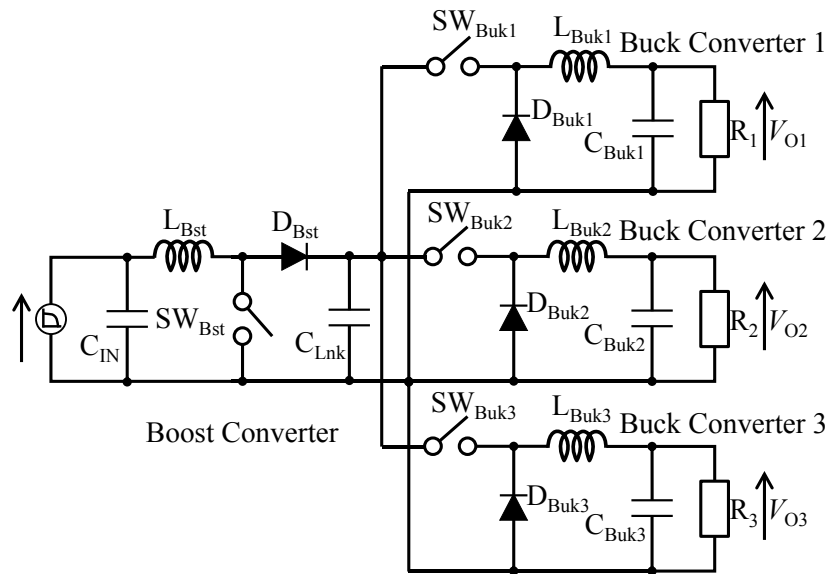 SW_Buk1
L_Buk1
Buck Converter 1
D_Buk1
C_Buk1
R_1
V_O1
L_Bst
D_Bst
SW_Buk2
L_Buk2
Buck Converter 2
C_IN
SW_Bst
C_Lnk
D_Buk2
C_Buk2
R_2
V_O2
Boost Converter
SW_Buk3
L_Buk3
Buck Converter 3
D_Buk3
C_Buk3
R_3
V_O3